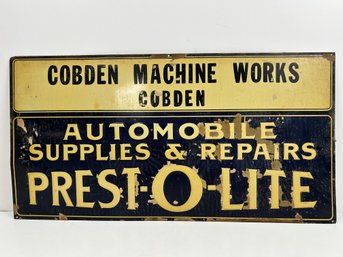 COBDEN MACHINE WORKS
COBDEN
AUTOMOBILE
SUPPLIES & REPAIRS
PREST-O-LITE